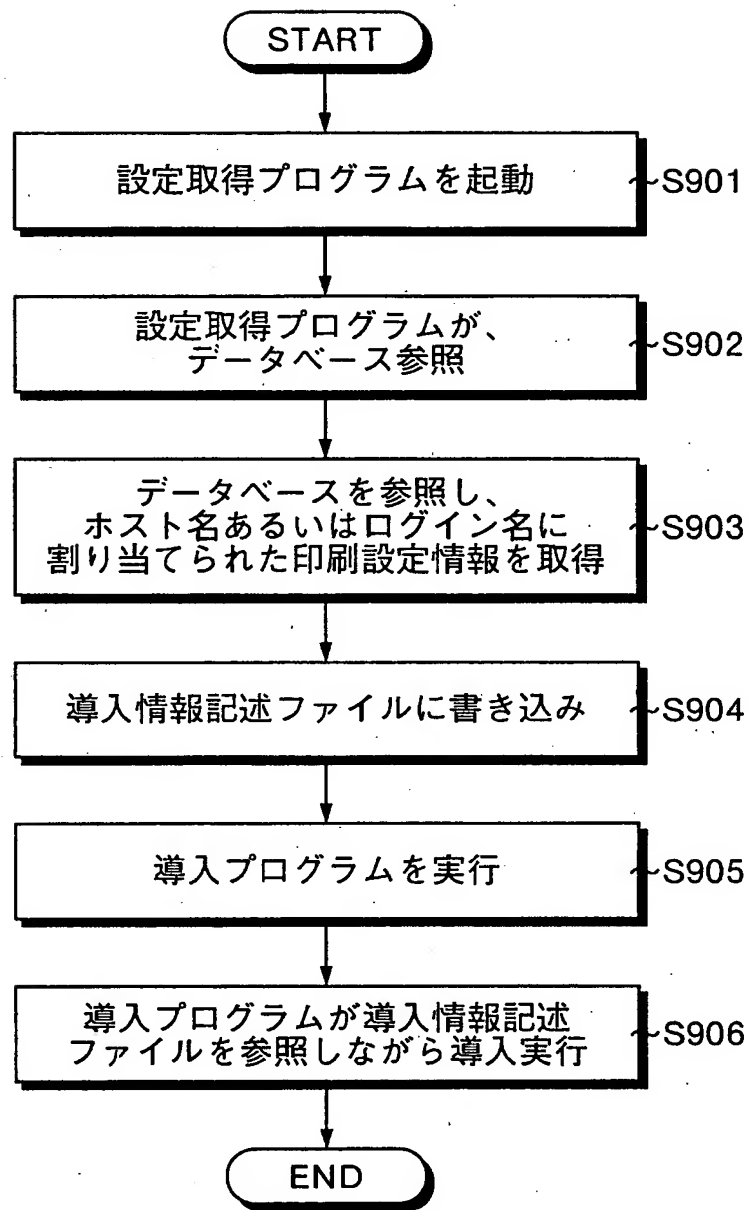 START
設定取得プログラムを起動
S901
設定取得プログラムが、
データベース参照
S902
データベースを参照し、
ホスト名あるいはログイン名に
割り当てられた印刷設定情報を取得
S903
導入情報記述ファイルに書き込み
S904
導入プログラムを実行
S905
導入プログラムが導入情報記述
ファイルを参照しながら導入実行
S906
END